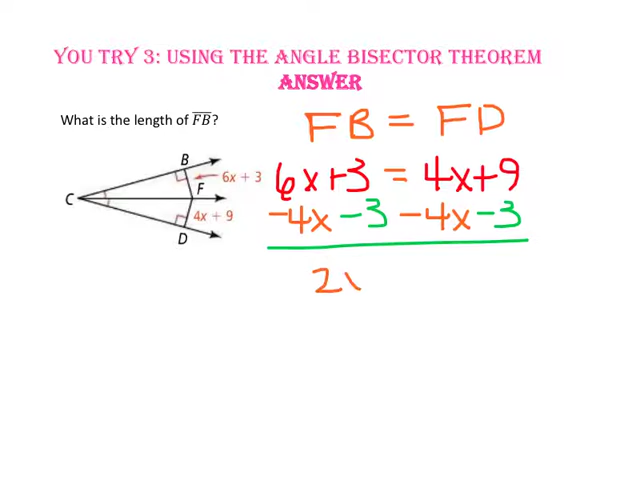 YOU TRY 3: USING THE ANGLE BISECTOR THEOREM
ANSWER
What is the length of FB?
FB = FD
B
6x + 3
6x+3 = 4x+9
C
F
4x + 9
-4x -3 -4x -3
D